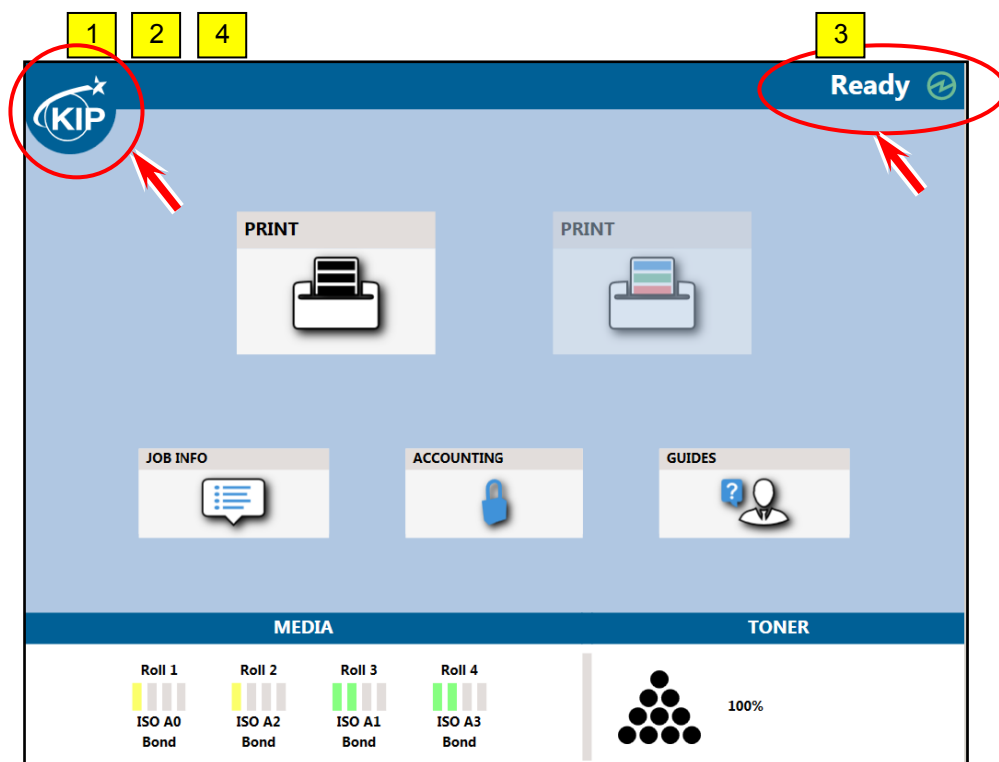 1 2 4 3
Ready
KIP
PRINT PRINT
JOB INFO ACCOUNTING GUIDES
?
MEDIA TONER
Roll 1 Roll 2 Roll 3 Roll 4
100%
ISO A0 ISO A2 ISO A1 ISO A3
Bond Bond Bond Bond